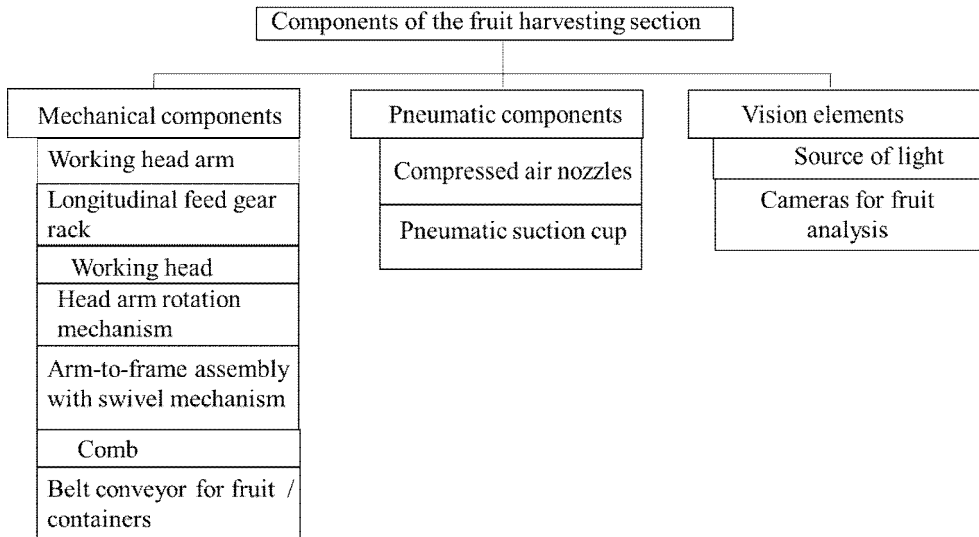 Components of the fruit harvesting section
Mechanical components
Working head arm
Longitudinal feed gear
rack
Working head
Head arm rotation
mechanism
Arm-to-frame assembly
with swivel mechanism
Comb
Belt conveyor for fruit /
containers
Pneumatic components
Compressed air nozzles
Pneumatic suction cup
Vision elements
Source of light
Cameras for fruit
analysis